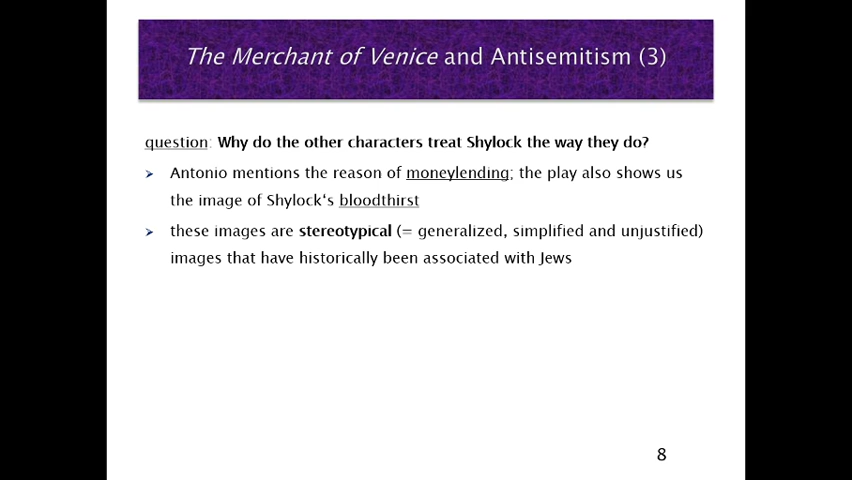 The Merchant of Venice and Antisemitism (3)
question: Why do the other characters treat Shylock the way they do?
➢ Antonio mentions the reason of moneylending; the play also shows us
the image of Shylock‘s bloodthirst
➢ these images are stereotypical (= generalized, simplified and unjustified)
images that have historically been associated with Jews
8